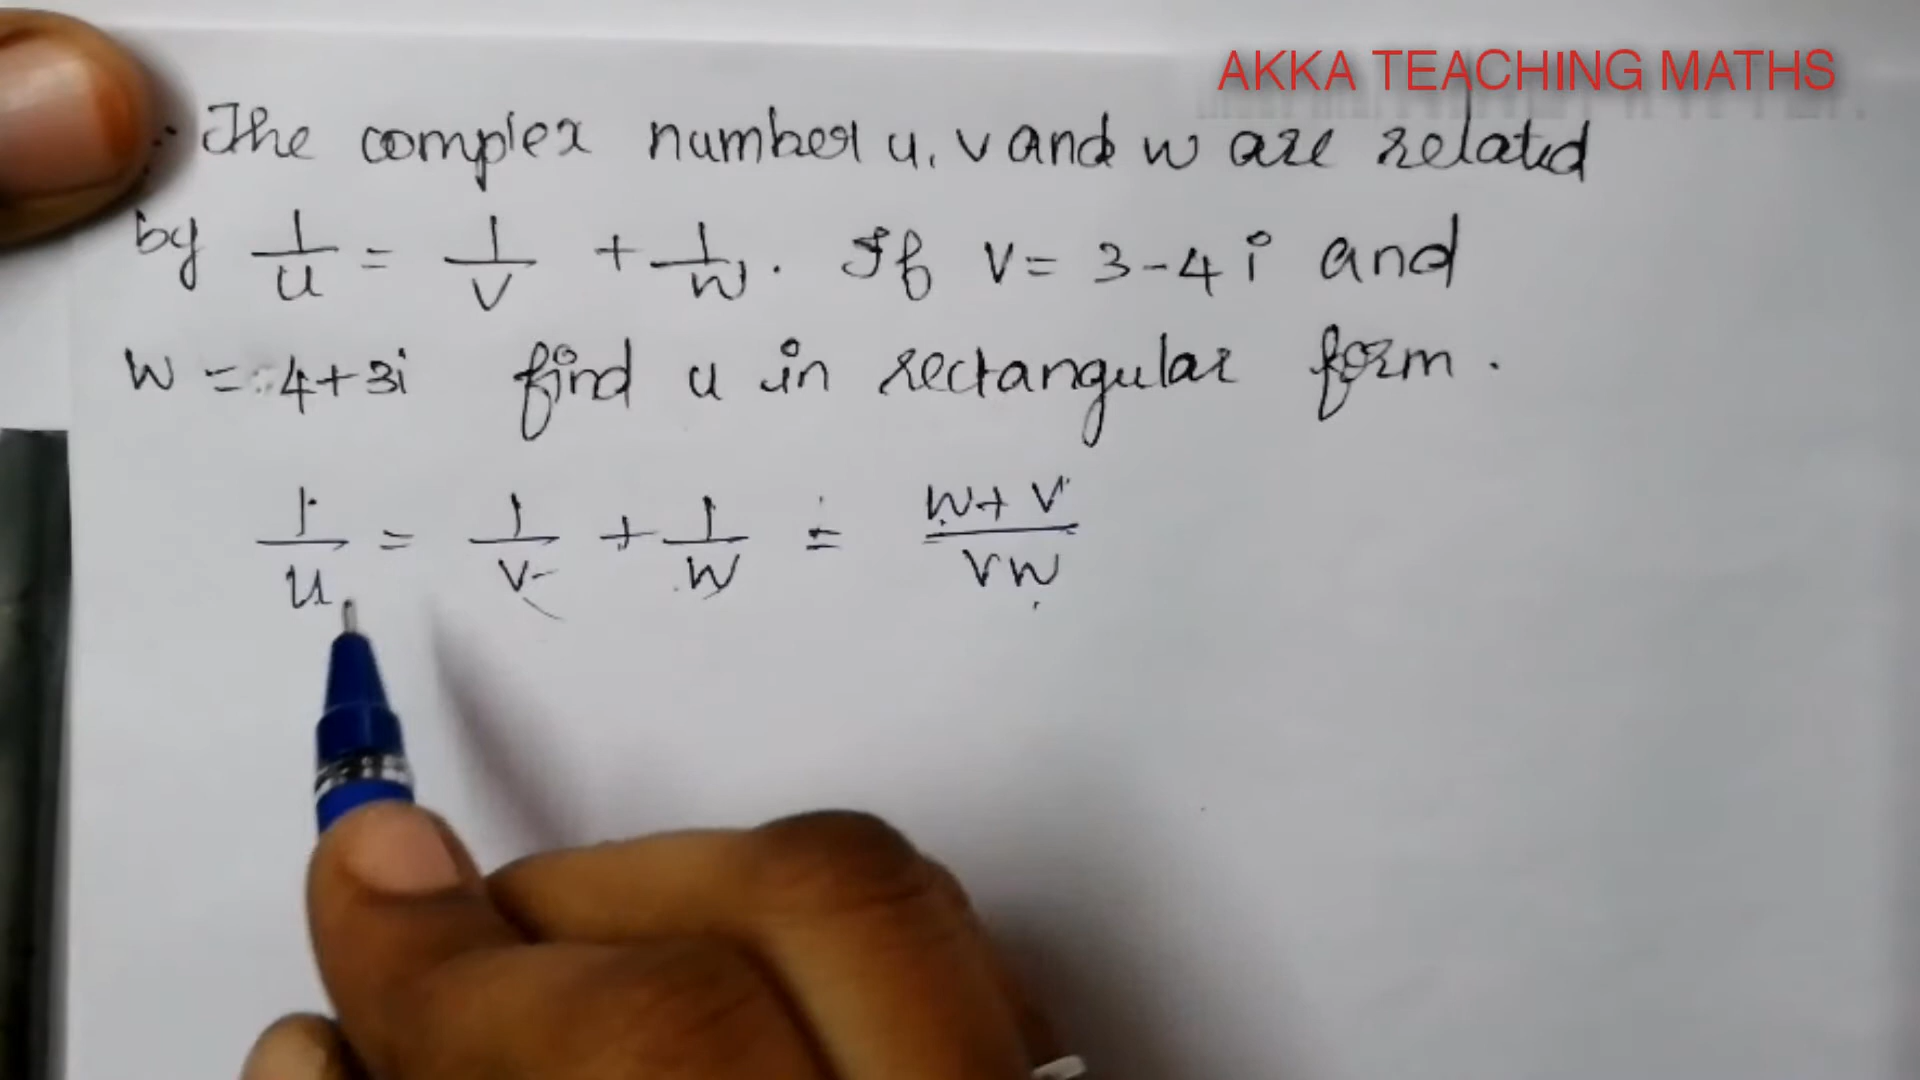 AKKA TEACHING MATHS
The complex number u, v and w are related
by 1/u = 1/v + 1/w. If v = 3-4i and
w = 4+3i find u in rectangular form.
1/u = 1/v + 1/w = w+v/vw